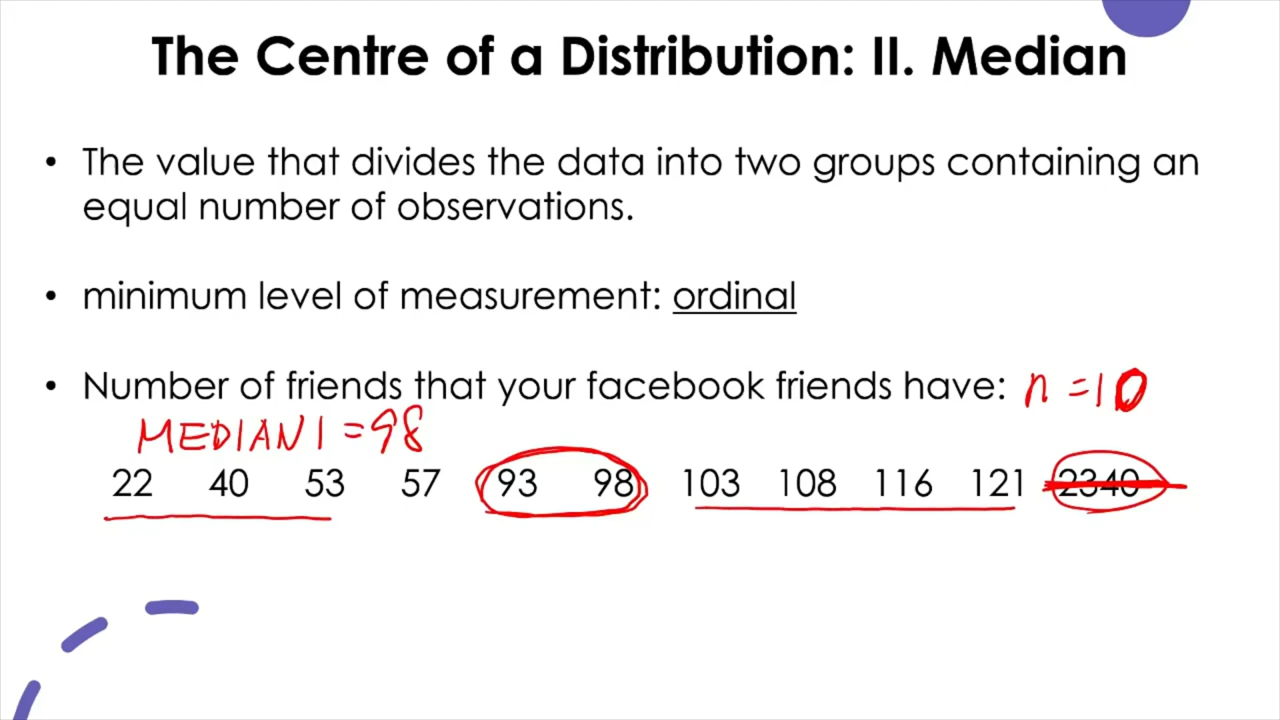 The Centre of a Distribution: II. Median
• The value that divides the data into two groups containing an
equal number of observations.
• minimum level of measurement: ordinal
• Number of friends that your facebook friends have: n = 10
MEDIAN 1 = 98
22 40 53 57 93 98 103 108 116 121 2340